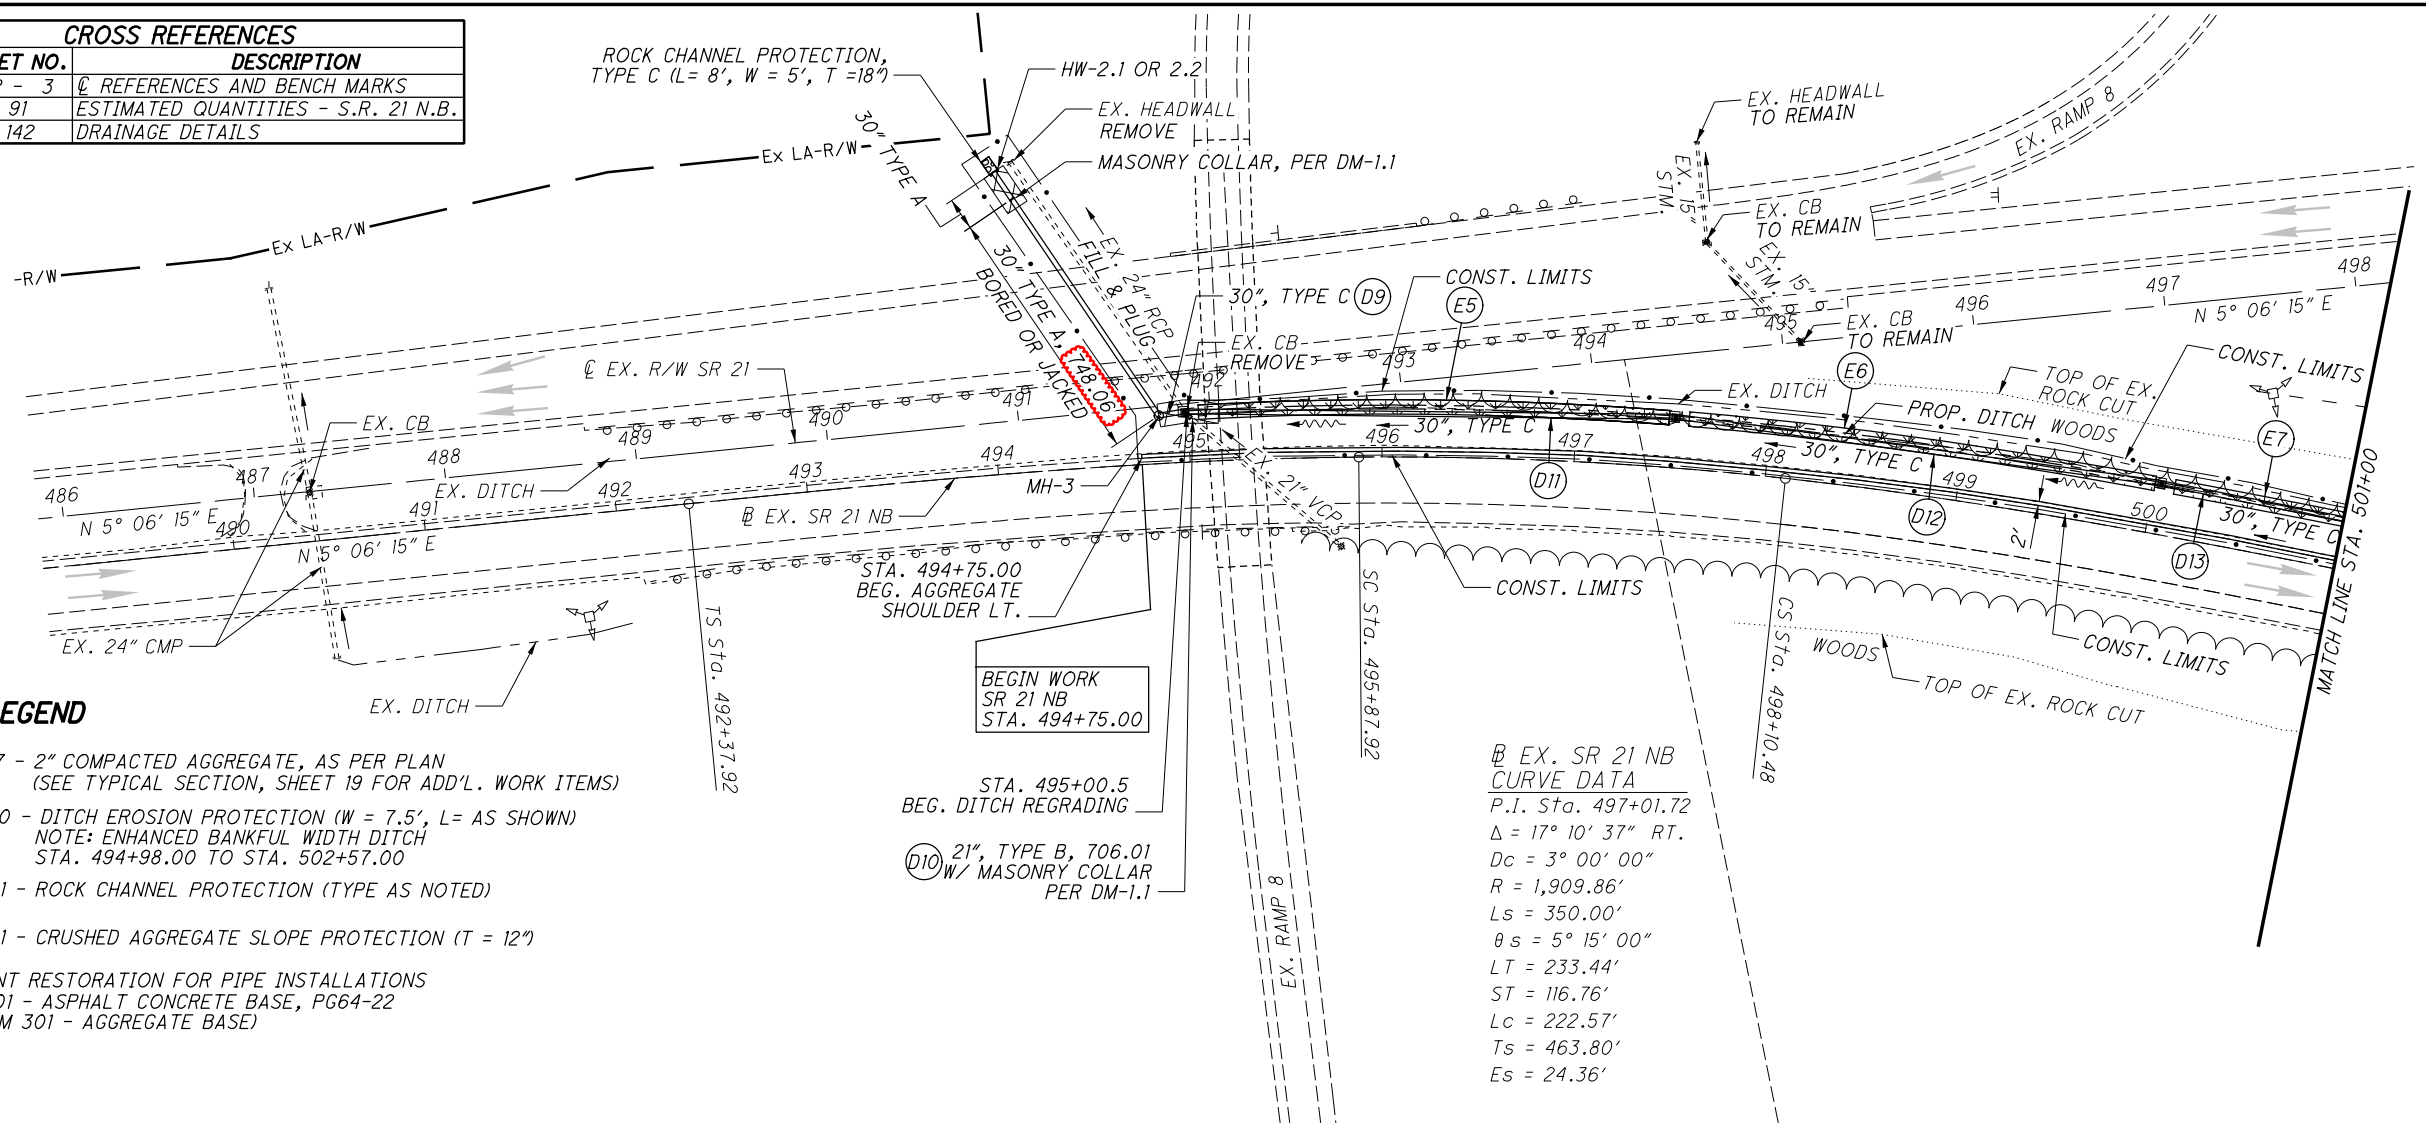 CROSS REFERENCES
ET NO. DESCRIPTION
P - 3 ℄ REFERENCES AND BENCH MARKS
91 ESTIMATED QUANTITIES - S.R. 21 N.B.
142 DRAINAGE DETAILS
ROCK CHANNEL PROTECTION,
TYPE C (L= 8', W = 5', T =18")
HW-2.1 OR 2.2
EX. HEADWALL
REMOVE
MASONRY COLLAR, PER DM-1.1
30" TYPE A
30" TYPE A, 748.06
BORED OR JACKED
EX. 24" RCP
FILL & PLUG
EX. HEADWALL
TO REMAIN
EX. RAMP 8
EX. 15"
STM.
EX. CB
TO REMAIN
EX. 15"
STM.
Ex LA-R/W
Ex LA-R/W
-R/W
30", TYPE C D9
CONST. LIMITS
E5
EX. CB
REMOVE
EX. CB
TO REMAIN
E6
498
497
496
495
494
493
492
491
490
489
488
487
486
N 5° 06' 15" E
N 5° 06' 15" E
N 5° 06' 15" E
CONST. LIMITS
TOP OF EX.
ROCK CUT
EX. DITCH
PROP. DITCH
WOODS
E7
℄ EX. R/W SR 21
EX. CB
EX. DITCH
MH-3
30", TYPE C
30", TYPE C
30", TYPE C
D11
D12
D13
2'
490
491
492
493
494
495
496
497
498
499
500
MATCH LINE STA. 501+00
EX. 21" VCP
B EX. SR 21 NB
EX. 24" CMP
EX. DITCH
STA. 494+75.00
BEG. AGGREGATE
SHOULDER LT.
TS Sta. 492+37.92
SC Sta. 495+87.92
CS Sta. 498+10.48
CONST. LIMITS
CONST. LIMITS
WOODS
TOP OF EX. ROCK CUT
BEGIN WORK
SR 21 NB
STA. 494+75.00
STA. 495+00.5
BEG. DITCH REGRADING
D10 21", TYPE B, 706.01
W/ MASONRY COLLAR
PER DM-1.1
EX. RAMP 8
EGEND
7 - 2" COMPACTED AGGREGATE, AS PER PLAN
(SEE TYPICAL SECTION, SHEET 19 FOR ADD'L. WORK ITEMS)
0 - DITCH EROSION PROTECTION (W = 7.5', L= AS SHOWN)
NOTE: ENHANCED BANKFUL WIDTH DITCH
STA. 494+98.00 TO STA. 502+57.00
1 - ROCK CHANNEL PROTECTION (TYPE AS NOTED)
1 - CRUSHED AGGREGATE SLOPE PROTECTION (T = 12")
NT RESTORATION FOR PIPE INSTALLATIONS
01 - ASPHALT CONCRETE BASE, PG64-22
M 301 - AGGREGATE BASE)
B EX. SR 21 NB
CURVE DATA
P.I. Sta. 497+01.72
Δ = 17° 10' 37" RT.
Dc = 3° 00' 00"
R = 1,909.86'
Ls = 350.00'
θs = 5° 15' 00"
LT = 233.44'
ST = 116.76'
Lc = 222.57'
Ts = 463.80'
Es = 24.36'